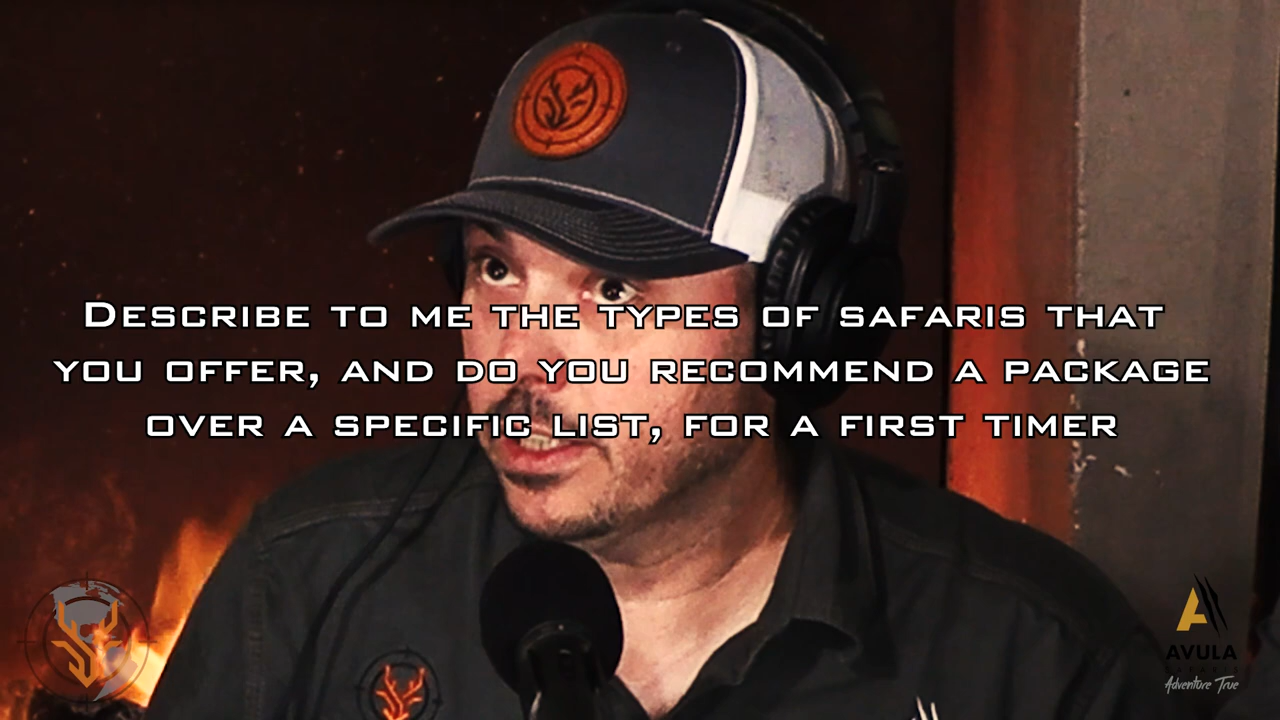 Describe to me the types of safaris that
you offer, and do you recommend a package
over a specific list, for a first timer
AVULA
Adventure True